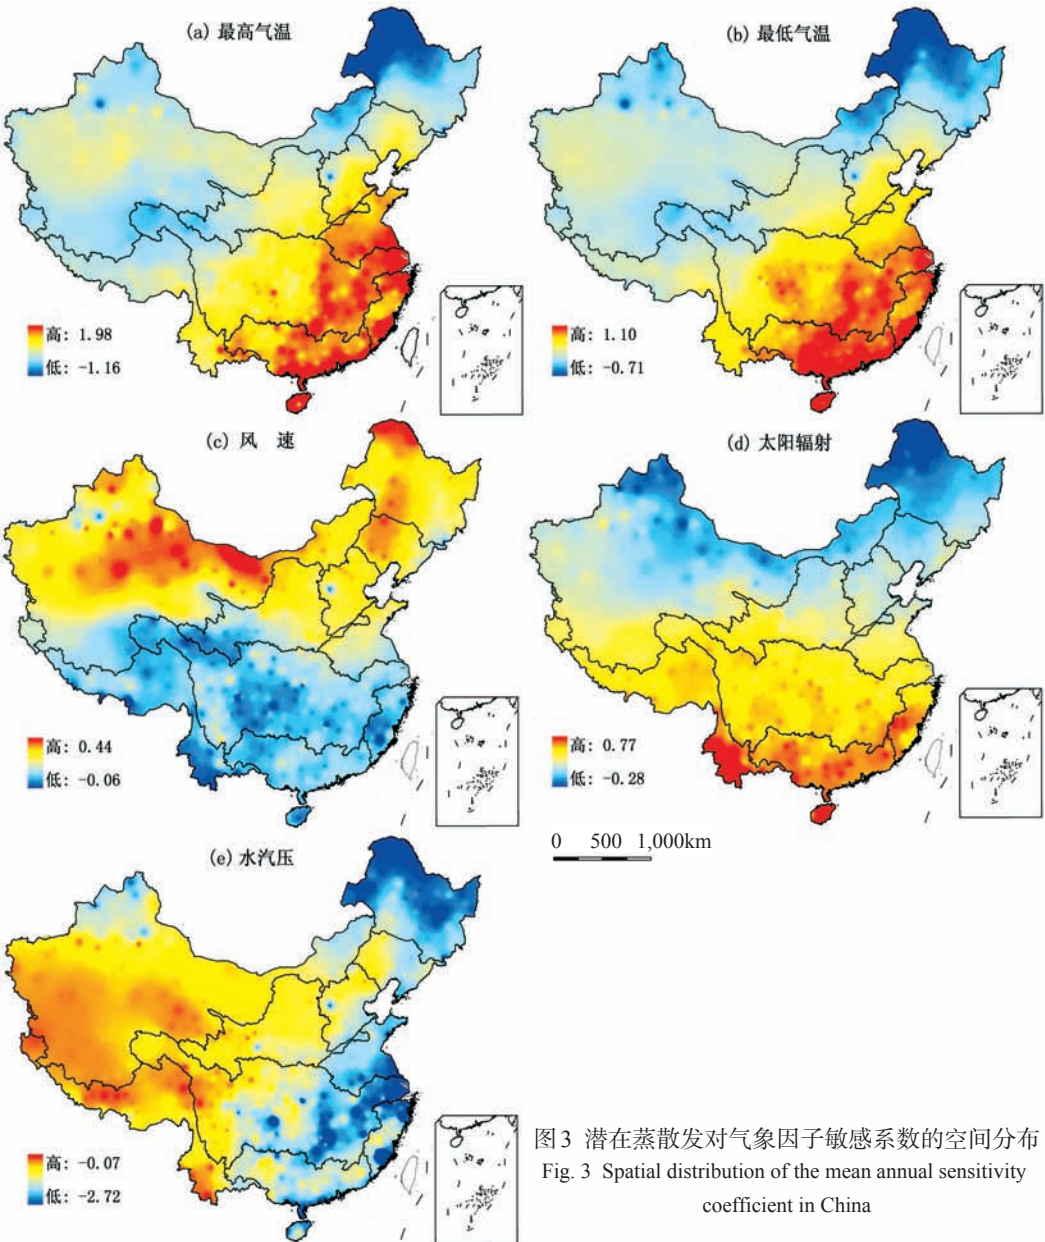 (a) 最高气温
高: 1.98
低: -1.16
(b) 最低气温
高: 1.10
低: -0.71
(c) 风 速
高: 0.44
低: -0.06
(d) 太阳辐射
高: 0.77
低: -0.28
0 500 1,000km
(e) 水汽压
高: -0.07
低: -2.72
图3 潜在蒸散发对气象因子敏感系数的空间分布
Fig. 3 Spatial distribution of the mean annual sensitivity
coefficient in China